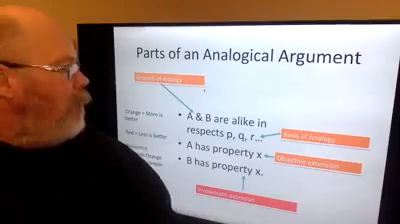 Parts of an Analogical Argument
of Analogy
Orange = More is
better
Red = Less is better
• A & B are alike in
respects p, q, r…
• A has property x
• B has property x.
Basis of Analogy
Objective extension
Problematic extension